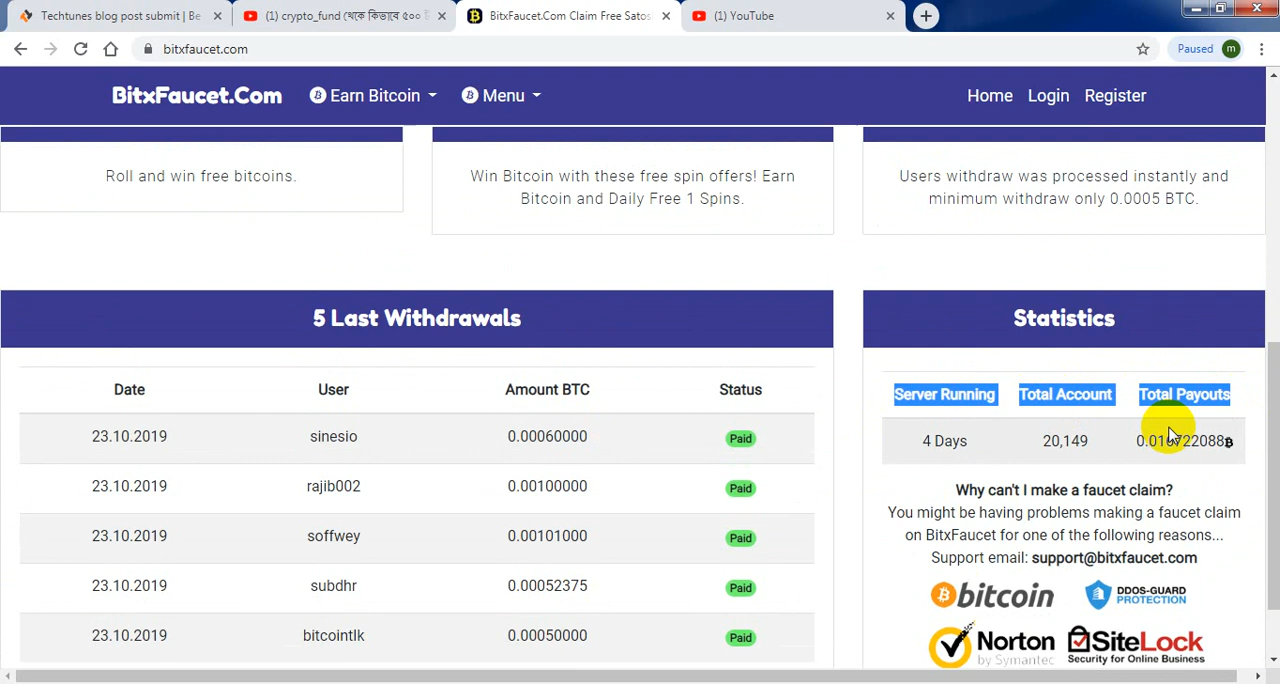 Techtunes blog post submit | Be
(1) crypto_fund থেকে কিভাবে ৫০০ ট
BitxFaucet.Com Claim Free Satos
(1) YouTube
bitxfaucet.com
Paused m
BitxFaucet.Com Earn Bitcoin Menu Home Login Register
Roll and win free bitcoins.
Win Bitcoin with these free spin offers! Earn
Bitcoin and Daily Free 1 Spins.
Users withdraw was processed instantly and
minimum withdraw only 0.0005 BTC.
5 Last Withdrawals
Date User Amount BTC Status
23.10.2019 sinesio 0.00060000 Paid
23.10.2019 rajib002 0.00100000 Paid
23.10.2019 soffwey 0.00101000 Paid
23.10.2019 subdhr 0.00052375 Paid
23.10.2019 bitcointlk 0.00050000 Paid
Statistics
Server Running Total Account Total Payouts
4 Days 20,149
Why can't I make a faucet claim?
You might be having problems making a faucet claim
on BitxFaucet for one of the following reasons...
Support email: support@bitxfaucet.com
bitcoin DDOS-GUARD
PROTECTION
Norton
by Symantec
SiteLock
Security for Online Business